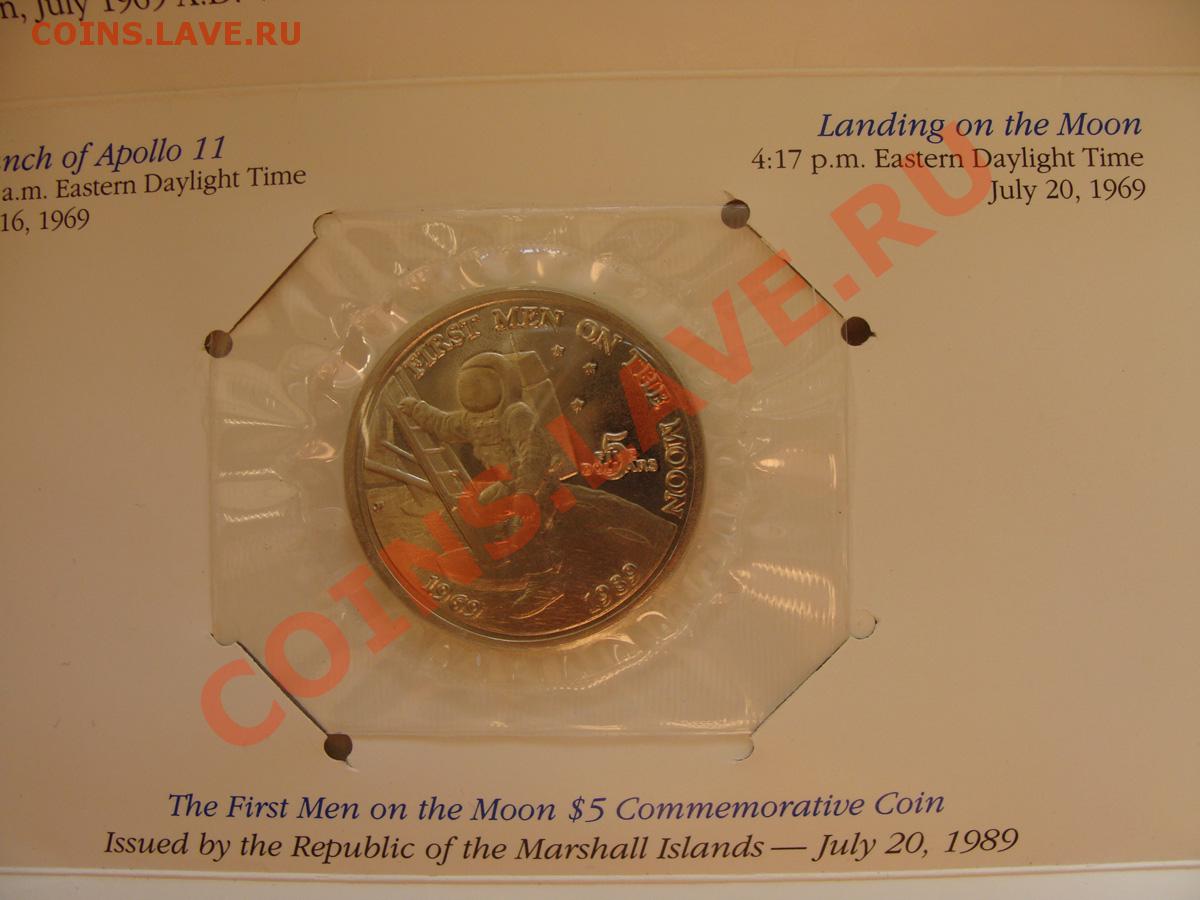 n, July 1969 A.D.
COINS.LAVE.RU
nch of Apollo 11
a.m. Eastern Daylight Time
16, 1969
Landing on the Moon
4:17 p.m. Eastern Daylight Time
July 20, 1969
FIRST MEN ON THE MOON
5
DOLLARS
1969 1989
COINS.LAVE.RU
The First Men on the Moon $5 Commemorative Coin
Issued by the Republic of the Marshall Islands — July 20, 1989